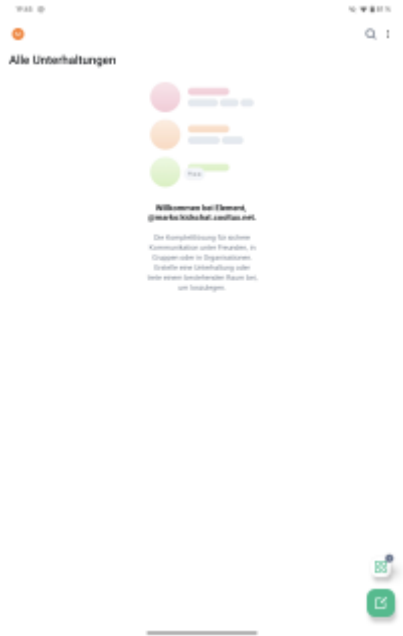 Alle Unterhaltungen
Willkommen bei Element,
Die Komplettlösung für sichere
Kommunikation unter Freunden, in
Gruppen oder in Organisationen.
Erstelle eine Unterhaltung oder
trete einem bestehenden Raum bei,
um loszulegen.